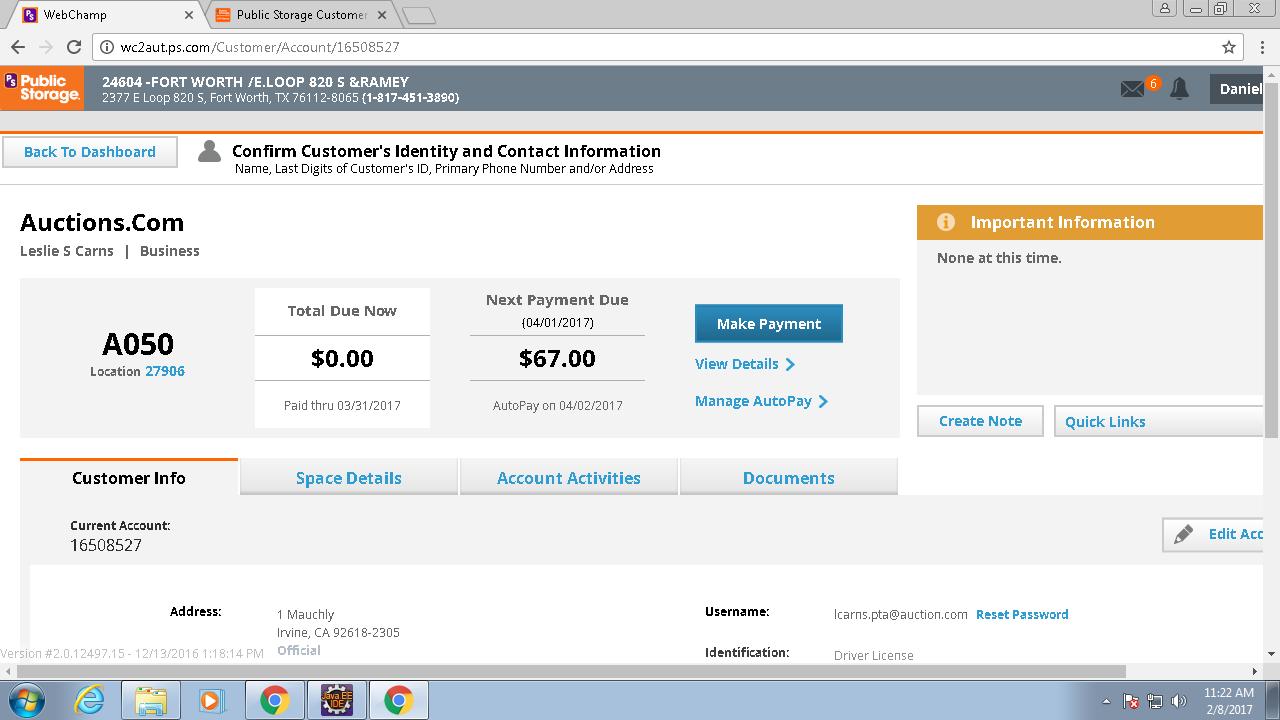 WebChamp
Public Storage Customer
wc2aut.ps.com/Customer/Account/16508527
Ps Public Storage.
24604 -FORT WORTH /E.LOOP 820 S &RAMEY
2377 E Loop 820 S, Fort Worth, TX 76112-8065 (1-817-451-3890)
6
Daniel
Back To Dashboard
Confirm Customer's Identity and Contact Information
Name, Last Digits of Customer's ID, Primary Phone Number and/or Address
Auctions.Com
Leslie S Carns | Business
A050
Location 27906
Total Due Now
$0.00
Paid thru 03/31/2017
Next Payment Due
(04/01/2017)
$67.00
AutoPay on 04/02/2017
Make Payment
View Details
Manage AutoPay
Important Information
None at this time.
Create Note
Quick Links
Customer Info
Space Details
Account Activities
Documents
Current Account:
16508527
Edit Acc
Address:
1 Mauchly
Irvine, CA 92618-2305
Official
Username:
lcarns.pta@auction.com Reset Password
Identification:
Driver License
Version #2.0.12497.15 - 12/13/2016 1:18:14 PM
Java EE
IDE
11:22 AM
2/8/2017